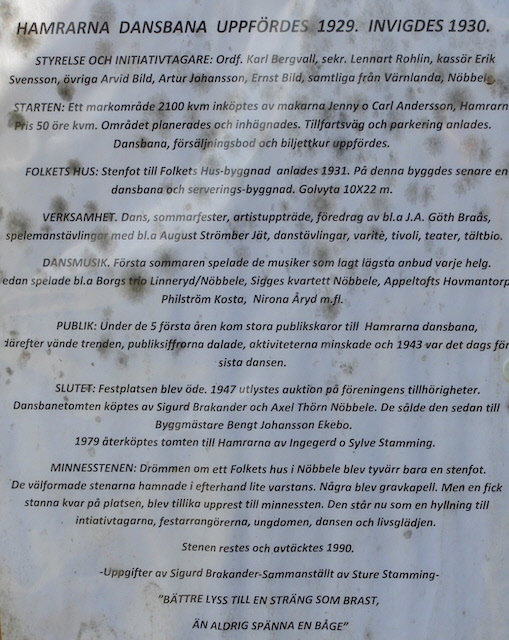 HAMRARNA DANSBANA UPPFÖRDES 1929. INVIGDES 1930.
STYRELSE OCH INITIATIVTAGARE: Ordf. Karl Bergvall, sekr. Lennart Rohlin, kassör Erik
Svensson, övriga Arvid Bild, Artur Johansson, Ernst Bild, samtliga från Värnlanda, Nöbbele.
STARTEN: Ett markområde 2100 kvm inköptes av makarna Jenny o Carl Andersson, Hamrarn
Pris 50 öre kvm. Området planerades och inhägnades. Tillfartsväg och parkering anlades.
Dansbana, försäljningsbod och biljettkur uppfördes.
FOLKETS HUS: Stenfot till Folkets Hus-byggnad anlades 1931. På denna byggdes senare en
dansbana och serverings-byggnad. Golvyta 10X22 m.
VERKSAMHET. Dans, sommarfester, artistuppträde, föredrag av bl.a J.A. Göth Braås,
spelemanstävlingar med bl.a August Strömber Jät, danstävlingar, varité, tivoli, teater, tältbio.
DANSMUSIK. Första sommaren spelade de musiker som lagt lägsta anbud varje helg.
edan spelade bl.a Borgs trio Linneryd/Nöbbele, Sigges kvartett Nöbbele, Appeltofts Hovmantorp
Philström Kosta, Nirona Åryd m.fl.
PUBLIK: Under de 5 första åren kom stora publikskaror till Hamrarna dansbana,
därefter vände trenden, publiksiffrorna dalade, aktiviteterna minskade och 1943 var det dags för
sista dansen.
SLUTET: Festplatsen blev öde. 1947 utlystes auktion på föreningens tillhörigheter.
Dansbanetomten köptes av Sigurd Brakander och Axel Thörn Nöbbele. De sålde den sedan till
Byggmästare Bengt Johansson Ekebo.
1979 återköptes tomten till Hamrarna av Ingegerd o Sylve Stamming.
MINNESSTENEN: Drömmen om ett Folkets hus i Nöbbele blev tyvärr bara en stenfot.
De välformade stenarna hamnade i efterhand lite varstans. Några blev gravkapell. Men en fick
stanna kvar på platsen, blev tillika upprest till minnessten. Den står nu som en hyllning till
intiativtagarna, festarrangörerna, ungdomen, dansen och livsglädjen.
Stenen restes och avtäcktes 1990.
-Uppgifter av Sigurd Brakander-Sammanställt av Sture Stamming-
"BÄTTRE LYSS TILL EN STRÄNG SOM BRAST,
ÄN ALDRIG SPÄNNA EN BÅGE"